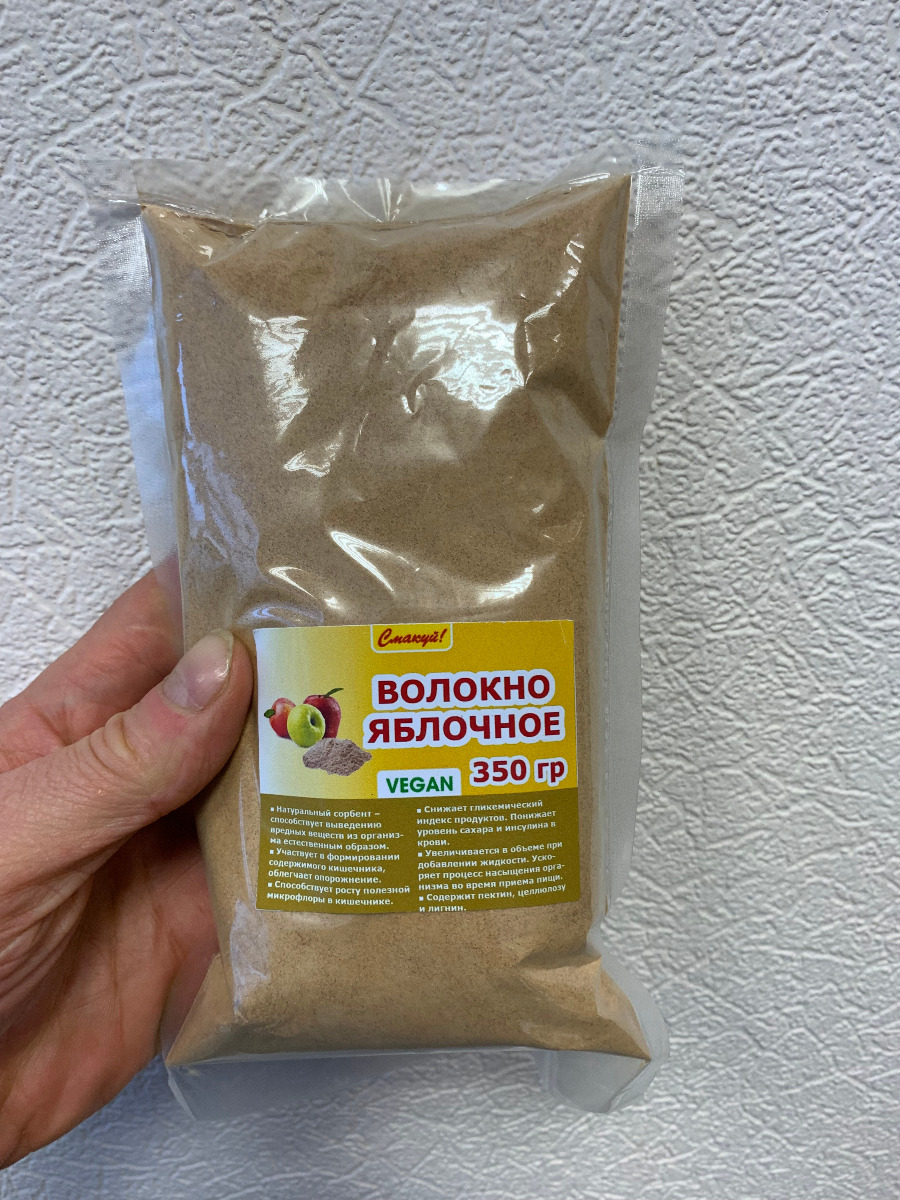 Смакуй!
ВОЛОКНО
ЯБЛОЧНОЕ
VEGAN
350 гр
▪ Натуральный сорбент –
способствует выведению
вредных веществ из организ-
ма естественным образом.
▪ Участвует в формировании
содержимого кишечника,
облегчает опорожнение.
▪ Способствует росту полезной
микрофлоры в кишечнике.
▪ Снижает гликемический
индекс продуктов. Понижает
уровень сахара и инсулина в
крови.
▪ Увеличивается в объеме при
добавлении жидкости. Уско-
ряет процесс насыщения орга-
низма во время приема пищи.
▪ Содержит пектин, целлюлозу
и лигнин.